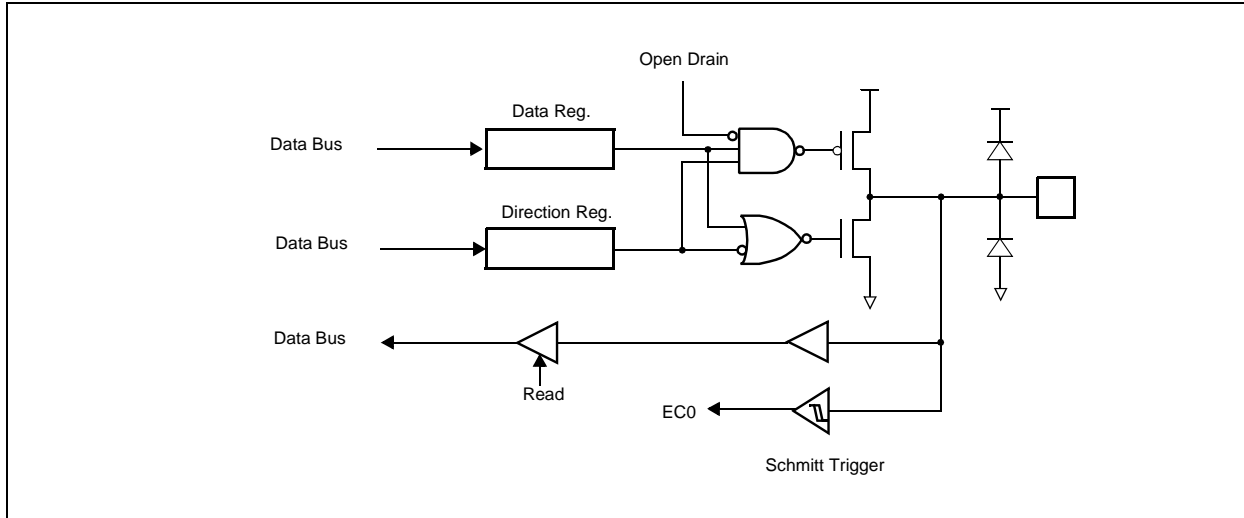 Open Drain
Data Reg.
Data Bus
Direction Reg.
Data Bus
Data Bus
Read
EC0
Schmitt Trigger